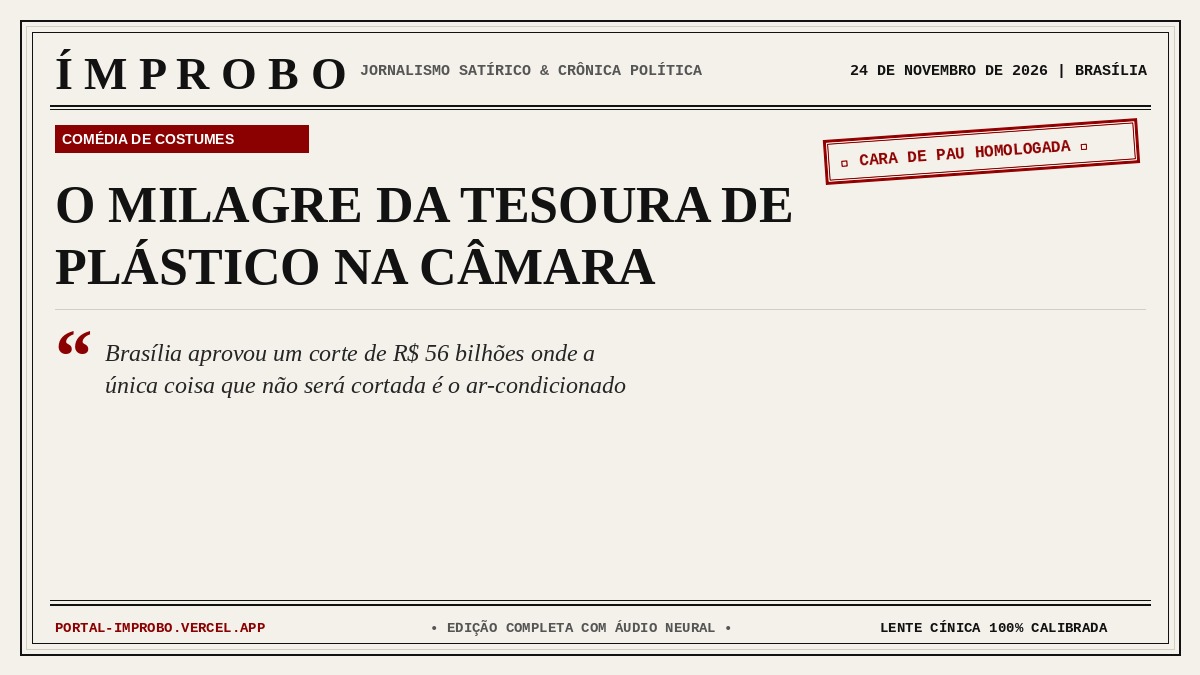 ÍMPROBO JORNALISMO SATÍRICO & CRÔNICA POLÍTICA 24 DE NOVEMBRO DE 2026 | BRASÍLIA
COMÉDIA DE COSTUMES
CARA DE PAU HOMOLOGADA
O MILAGRE DA TESOURA DE
PLÁSTICO NA CÂMARA
“ Brasília aprovou um corte de R$ 56 bilhões onde a
única coisa que não será cortada é o ar-condicionado
PORTAL-IMPROBO.VERCEL.APP • EDIÇÃO COMPLETA COM ÁUDIO NEURAL • LENTE CÍNICA 100% CALIBRADA